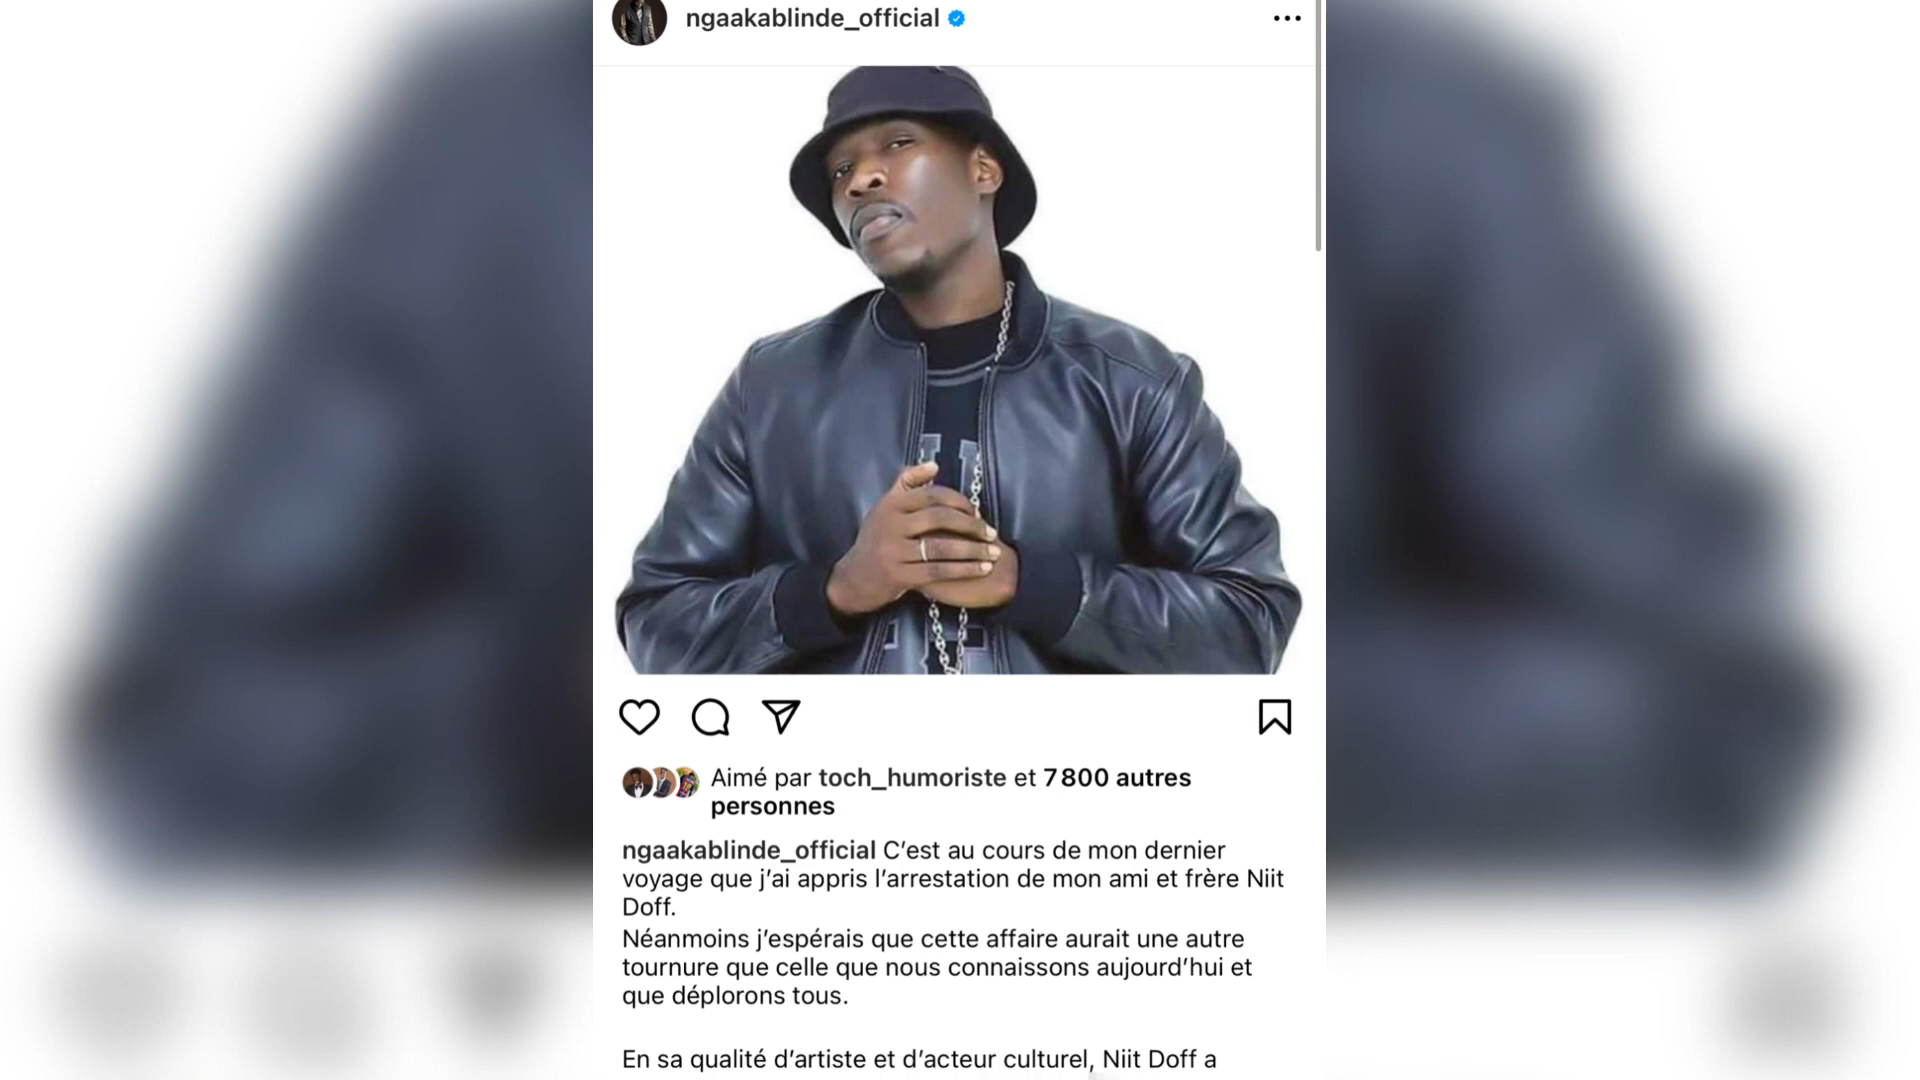 ngaakablinde_official
Aimé par toch_humoriste et 7 800 autres
personnes
ngaakablinde_official C’est au cours de mon dernier
voyage que j’ai appris l’arrestation de mon ami et frère Niit
Doff.
Néanmoins j’espérais que cette affaire aurait une autre
tournure que celle que nous connaissons aujourd’hui et
que déplorons tous.
En sa qualité d’artiste et d’acteur culturel, Niit Doff a